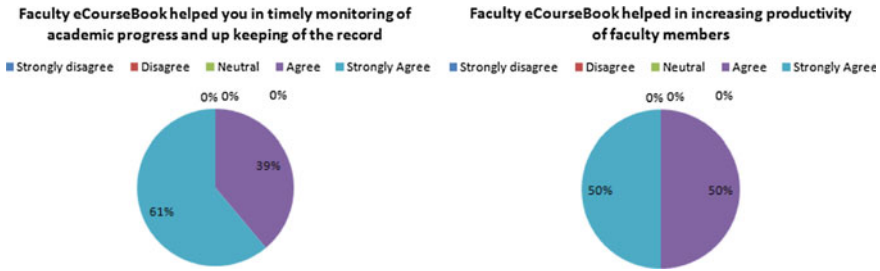 Faculty eCourseBook helped you in timely monitoring of
academic progress and up keeping of the record
Strongly disagree Disagree Neutral Agree Strongly Agree
0% 0% 0%
39%
61%
Faculty eCourseBook helped in increasing productivity
of faculty members
Strongly disagree Disagree Neutral Agree Strongly Agree
0% 0% 0%
50% 50%